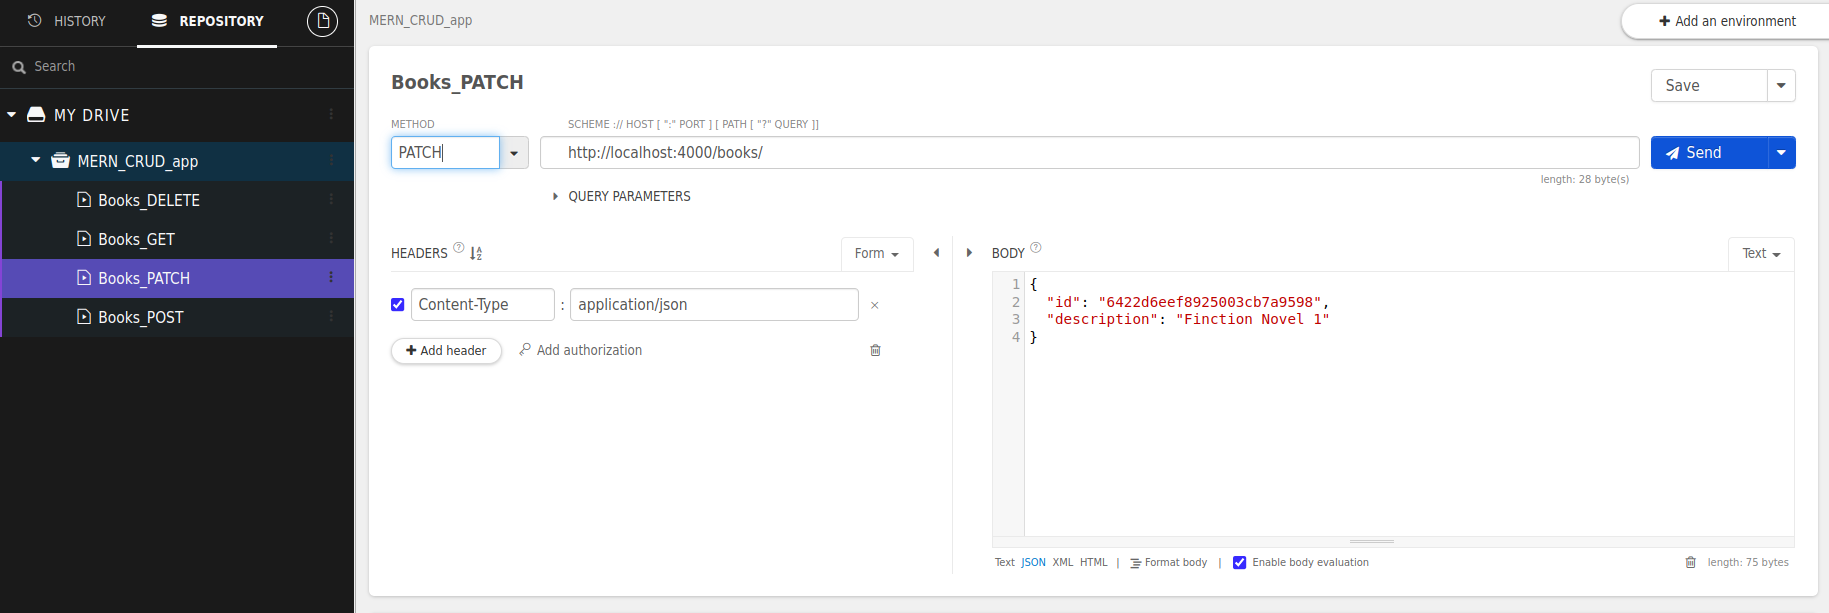 HISTORY
REPOSITORY
Search
MY DRIVE
MERN_CRUD_app
Books_DELETE
Books_GET
Books_PATCH
Books_POST
MERN_CRUD_app
Add an environment
Books_PATCH
Save
METHOD
SCHEME :// HOST [ ":" PORT ] [ PATH [ "?" QUERY ]]
PATCH
http://localhost:4000/books/
Send
length: 28 byte(s)
QUERY PARAMETERS
HEADERS ? A Z
Form
BODY ?
Text
Content-Type : application/json ×
+ Add header
Add authorization
1 {
2 "id": "6422d6eef8925003cb7a9598",
3 "description": "Finction Novel 1"
4 }
Text JSON XML HTML | Format body | Enable body evaluation
length: 75 bytes